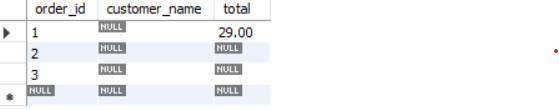 order_id customer_name total
1 NULL 29.00
2 NULL NULL
3 NULL NULL
NULL NULL NULL